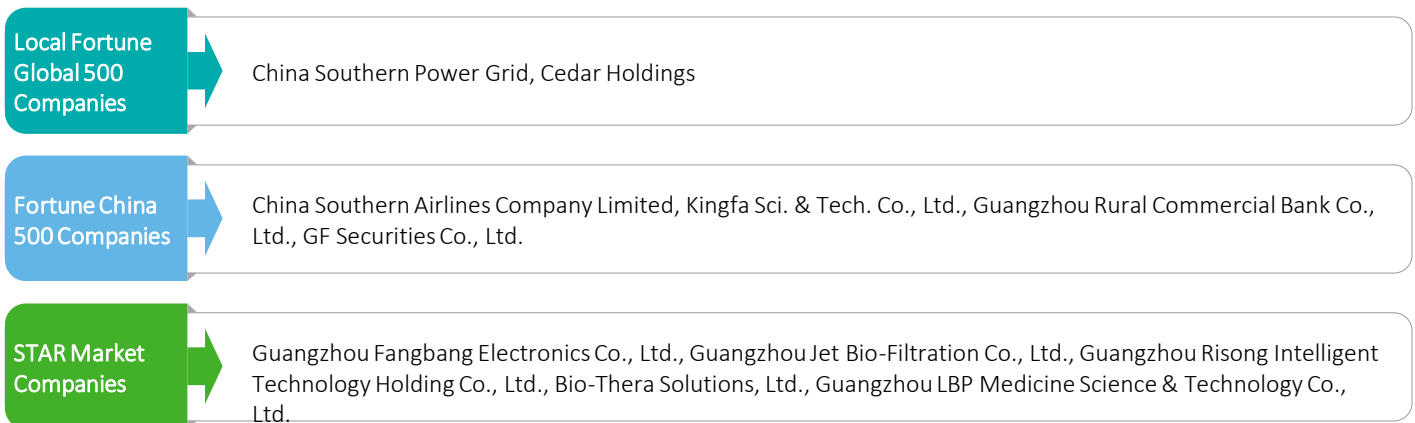 Local Fortune
Global 500
Companies
China Southern Power Grid, Cedar Holdings
Fortune China
500 Companies
China Southern Airlines Company Limited, Kingfa Sci. & Tech. Co., Ltd., Guangzhou Rural Commercial Bank Co.,
Ltd., GF Securities Co., Ltd.
STAR Market
Companies
Guangzhou Fangbang Electronics Co., Ltd., Guangzhou Jet Bio-Filtration Co., Ltd., Guangzhou Risong Intelligent
Technology Holding Co., Ltd., Bio-Thera Solutions, Ltd., Guangzhou LBP Medicine Science & Technology Co.,
Ltd.